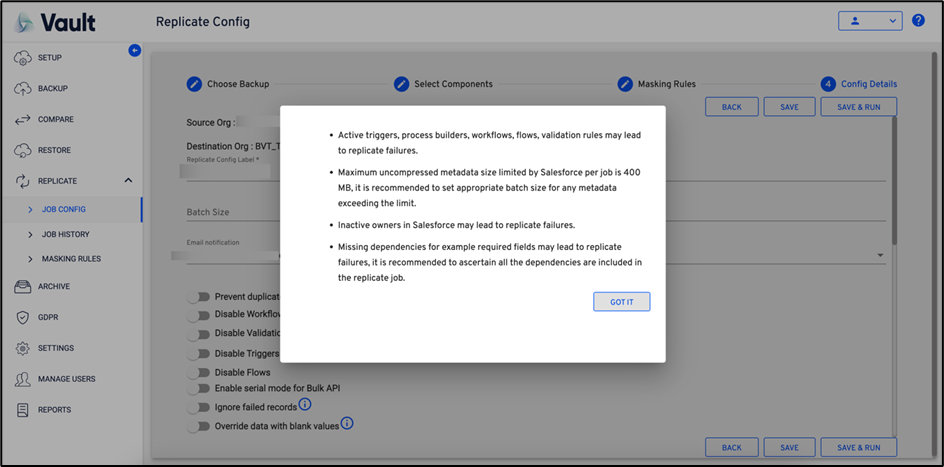 Vault
Replicate Config
SETUP
BACKUP
COMPARE
RESTORE
REPLICATE
JOB CONFIG
JOB HISTORY
MASKING RULES
ARCHIVE
GDPR
SETTINGS
MANAGE USERS
REPORTS
Choose Backup
Select Components
Masking Rules
4 Config Details
BACK
SAVE
SAVE & RUN
Source Org :
Destination Org : BVT_T
Replicate Config Label *
Batch Size
Email notification
Prevent duplicat
Disable Workflow
Disable Validatio
Disable Triggers
Disable Flows
Enable serial mode for Bulk API
Ignore failed records
Override data with blank values
• Active triggers, process builders, workflows, flows, validation rules may lead
to replicate failures.
• Maximum uncompressed metadata size limited by Salesforce per job is 400
MB, it is recommended to set appropriate batch size for any metadata
exceeding the limit.
• Inactive owners in Salesforce may lead to replicate failures.
• Missing dependencies for example required fields may lead to replicate
failures, it is recommended to ascertain all the dependencies are included in
the replicate job.
GOT IT
BACK
SAVE
SAVE & RUN